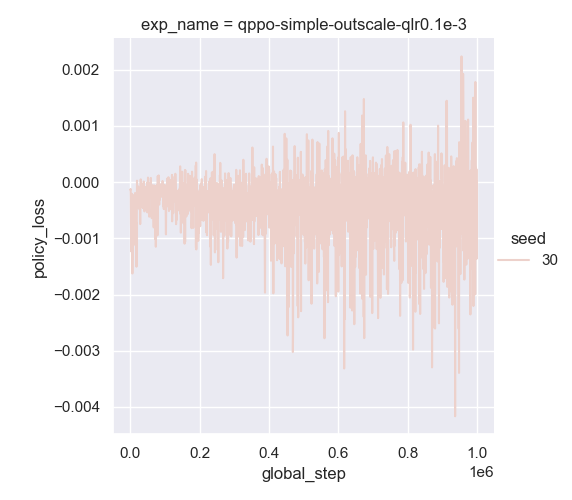 exp_name = qppo-simple-outscale-qlr0.1e-3
0.002
0.001
0.000
−0.001
−0.002
−0.003
−0.004
policy_loss
0.0
0.2
0.4
0.6
0.8
1.0
1e6
global_step
seed
30